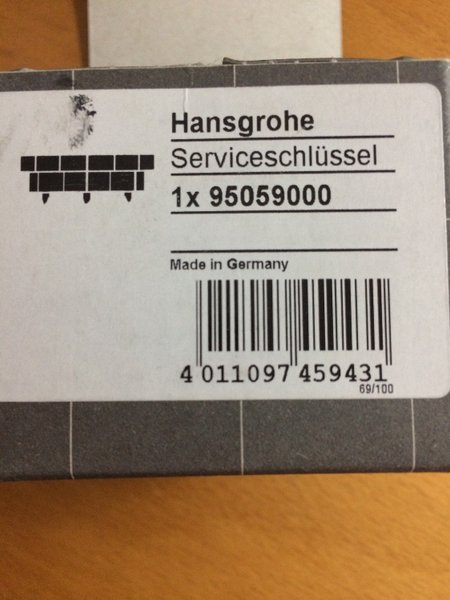 Hansgrohe
Serviceschlüssel
1x 95059000
Made in Germany
4 011097 459431
69/100